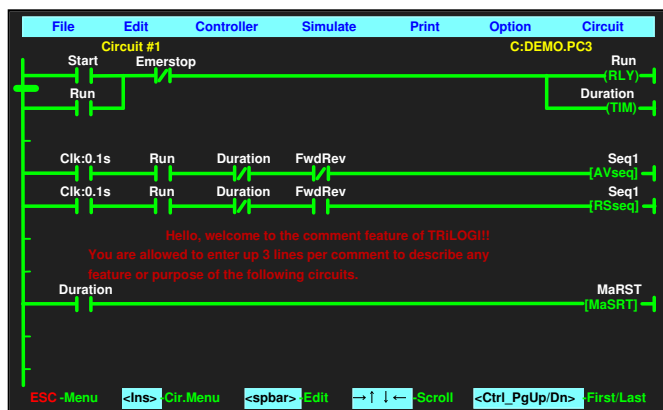 File Edit Controller Simulate Print Option Circuit
Circuit #1 C:DEMO.PC3
Start Emerstop Run
(RLY)
Run Duration
(TIM)
Clk:0.1s Run Duration FwdRev Seq1
[AVseq]
Clk:0.1s Run Duration FwdRev Seq1
[RSseq]
Hello, welcome to the comment feature of TRiLOGI!!
You are allowed to enter up 3 lines per comment to describe any
feature or purpose of the following circuits.
Duration MaRST
[MaSRT]
ESC -Menu <Ins> -Cir.Menu <spbar> -Edit →↑ ↓← -Scroll <Ctrl_PgUp/Dn> -First/Last